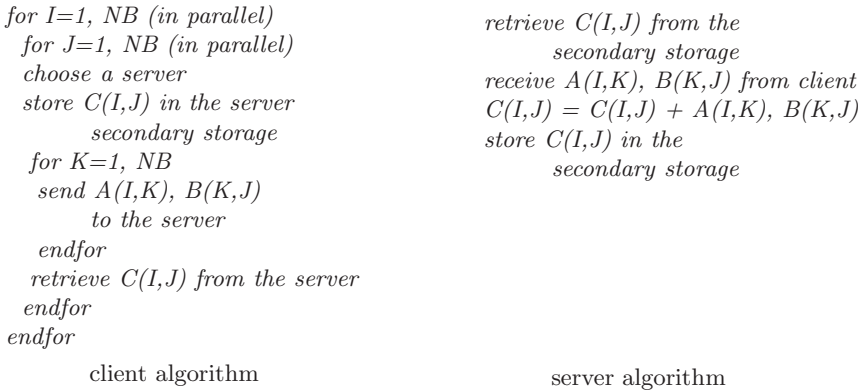 for I=1, NB (in parallel)
for J=1, NB (in parallel)
choose a server
store C(I,J) in the server
secondary storage
for K=1, NB
send A(I,K), B(K,J)
to the server
endfor
retrieve C(I,J) from the server
endfor
endfor
client algorithm
retrieve C(I,J) from the
secondary storage
receive A(I,K), B(K,J) from client
C(I,J) = C(I,J) + A(I,K), B(K,J)
store C(I,J) in the
secondary storage
server algorithm